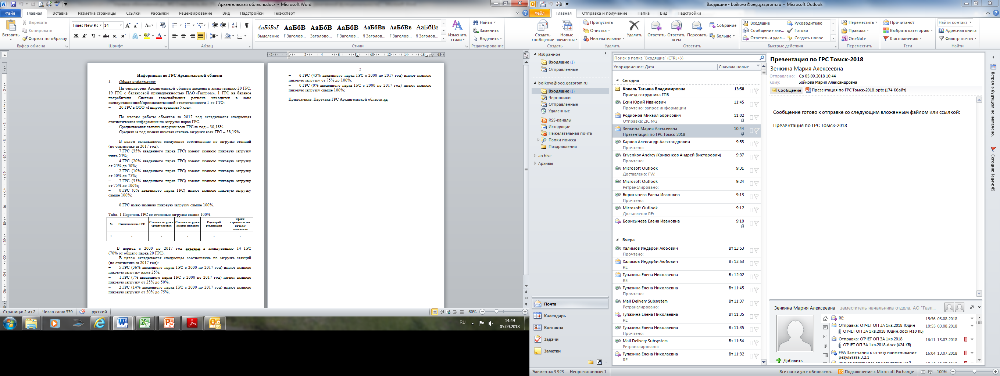 Архангельская область.docx - Microsoft Word
Файл Главная Вставка Разметка страницы Ссылки Рассылки Рецензирование Вид Надстройки Техэксперт
Вставить
Вырезать
Копировать
Формат по образцу
Буфер обмена
Times New Rc 14
Шрифт
Абзац
АаБбВеІ АаБбВ АаБбВ АаБбВ АаБбВв АаБбВв АаБбВı
Выделение ¶ Заголов... Заголово... ¶ Заголов... ¶ Заголов... ¶ Заголов... ¶ Заголов...
Стили
Изменить стили
Найти
Заменить
Выделить
Редактирование
Информация по ГРС Архангельской области
1. Общая информация:
На территории Архангельской области введены в эксплуатацию 20 ГРС:
19 ГРС с балансовой принадлежностью ПАО «Газпром», 1 ГРС на балансе
потребителя. Система газоснабжения региона находится в зоне
эксплуатационной/производственной ответственности 1-го ГТО:
– 20 ГРС в ООО «Газпром трансгаз Ухта».
По итогам работы объектов за 2017 год складывается следующая
статистическая информация по загрузке парка ГРС.
– Среднечасовая степень загрузки всех ГРС за год – 30,18%.
– Средняя за год зимняя пиковая степень загрузки всех ГРС – 58,19%.
В целом складывается следующее соотношение по загрузке станций
(по статистике за 2017 год):
– 7 ГРС (35% введенного парка ГРС) имеют зимнюю пиковую загрузку
ниже 25%;
– 4 ГРС (20% введенного парка ГРС) имеют зимнюю пиковую загрузку
от 25% до 50%;
– 2 ГРС (10% введенного парка ГРС) имеют зимнюю пиковую загрузку
от 50% до 75%;
– 7 ГРС (35% введенного парка ГРС) имеют зимнюю пиковую загрузку
от 75% до 100%;
– 0 ГРС (0% введенного парка ГРС) имеют зимнюю пиковую загрузку
свыше 100%;
– 0 ГРС имею зимнюю пиковую загрузку свыше 100%.
Табл. 1 Перечень ГРС со степенью загрузки свыше 100%
№ Наименование ГРС Степень загрузки среднечасовая Степень загрузки зимняя пиковая Сценарий реализации Сроки строительства начало/ окончание
1 - - - - -
В период с 2000 по 2017 год введены в эксплуатацию 14 ГРС
(70% от общего парка 20 ГРС).
В целом складывается следующее соотношение по загрузке станций
(по статистике за 2017 год):
– 5 ГРС (36% введенного парка ГРС с 2000 по 2017 год) имеют зимнюю
пиковую загрузку ниже 25%;
– 1 ГРС (7% введенного парка ГРС с 2000 по 2017 год) имеют зимнюю
пиковую загрузку от 25% до 50%;
– 2 ГРС (14% введенного парка ГРС с 2000 по 2017 год) имеют зимнюю
пиковую загрузку от 50% до 75%;
2
– 6 ГРС (43% введенного парка ГРС с 2000 по 2017 год) имеют зимнюю
пиковую загрузку от 75% до 100%;
– 0 ГРС (0% введенного парка ГРС с 2000 по 2017 год) имеют зимнюю
пиковую загрузку свыше 100%;
Приложение: Перечень ГРС Архангельской области на
Страница: 2 из 2 Число слов: 339 русский 60%
RU 14:49
05.09.2018
Входящие - boikova@oeg.gazprom.ru - Microsoft Outlook
Файл Главная Отправка и получение Папка Вид Надстройки
Создать сообщение
Новые элементы
Создать
Пропустить
Очистка
Нежелательные
Удалить
Удалить
Ответить
Ответить всем
Переслать
Собрание
Больше
Ответить
Входящие
Сообщение эле...
Ответить и удал...
Руководителю
Готово
Создать новое
Быстрые действия
Переместить
Правила
OneNote
Переместить
Прочитано?
Выбрать категорию
К исполнению
Теги
Найти контакт
Адресная книга
Фильтр почты
Найти
Избранное
Входящие (1)
Отправленные
boikova@oeg.gazprom.ru
Входящие (1)
Черновики
Отправленные
Удаленные
RSS-каналы
Исходящие
Нежелательная почта
Папки поиска
Поздравления
archive
Архивы
Почта
Календарь
Контакты
Задачи
Заметки
Поиск в папке "Входящие" (CTRL+У)
Упорядочение: Дата Сначала новые
Сегодня
Коваль Татьяна Владимировна 13:58
Приезд сотрудника ГПБ
Есин Юрий Иванович 11:45
Прочтено: запрос информации
Родионов Михаил Борисович 11:02
Отправка: ДС №2
Зенкина Мария Алексеевна 10:44
Презентация по ГРС Томск-2018
Карлов Александр Александрович 9:53
Прочтено:
Krivenkov Andrey (Кривенков Андрей Викторович) 9:37
Прочтено:
Microsoft Outlook 9:31
Доставлено: FW:
Microsoft Outlook 9:24
Ретранслировано:
Борисычева Елена Ивановна 9:13
Прочтено:
Microsoft Outlook 9:12
Доставлено: RE:
Борисычева Елена Ивановна 9:10
Вчера
Халимов Индарби Аюбович Вт 13:53
Прочтено:
Халимов Индарби Аюбович Вт 13:53
RE:
Тупахина Елена Николаевна Вт 12:02
RE:
Тупахина Елена Николаевна Вт 11:45
Прочтено:
Mail Delivery Subsystem Вт 11:37
Ретранслировано:
Тупахина Елена Николаевна Вт 11:35
RE:
Тупахина Елена Николаевна Вт 11:35
Прочтено:
Mail Delivery Subsystem Вт 11:34
Ретранслировано:
Тупахина Елена Николаевна Вт 11:32
RE:
Презентация по ГРС Томск-2018
Зенкина Мария Алексеевна
Отправлено: Ср 05.09.2018 10:44
Кому: Бойкова Мария Александровна
Сообщение Презентация по ГРС Томск-2018.pptx (174 Кбайт)
Сообщение готово к отправке со следующим вложенным файлом или ссылкой:
Презентация по ГРС Томск-2018
Зенкина Мария Алексеевна заместитель начальника отдела, АО "Газп...
Добавить
RE: 15:36 03.08.2018
Отправка: ОТЧЕТ ОП ЗА 1кв.2018 Юдин 10:55 03.08.2018
ОТЧЕТ ОП ЗА 1кв.2018 Юдин.docx (410 КБ)
Отправка: ОТЧЕТ ОП ЗА 1кв.2018 16:11 13.07.2018
ОТЧЕТ ОП ЗА 1кв.2018.docx (424 КБ)
FW: Замечания к отчету наименование 16:04 13.07.2018
результата 3.2.1
Встреч в будущем не намечено.
Сегодня: Задач: 85
Элементы: 3 923 Непрочитанные: 1 Все папки уже обновлены. Подключение к Microsoft Exchange 100%